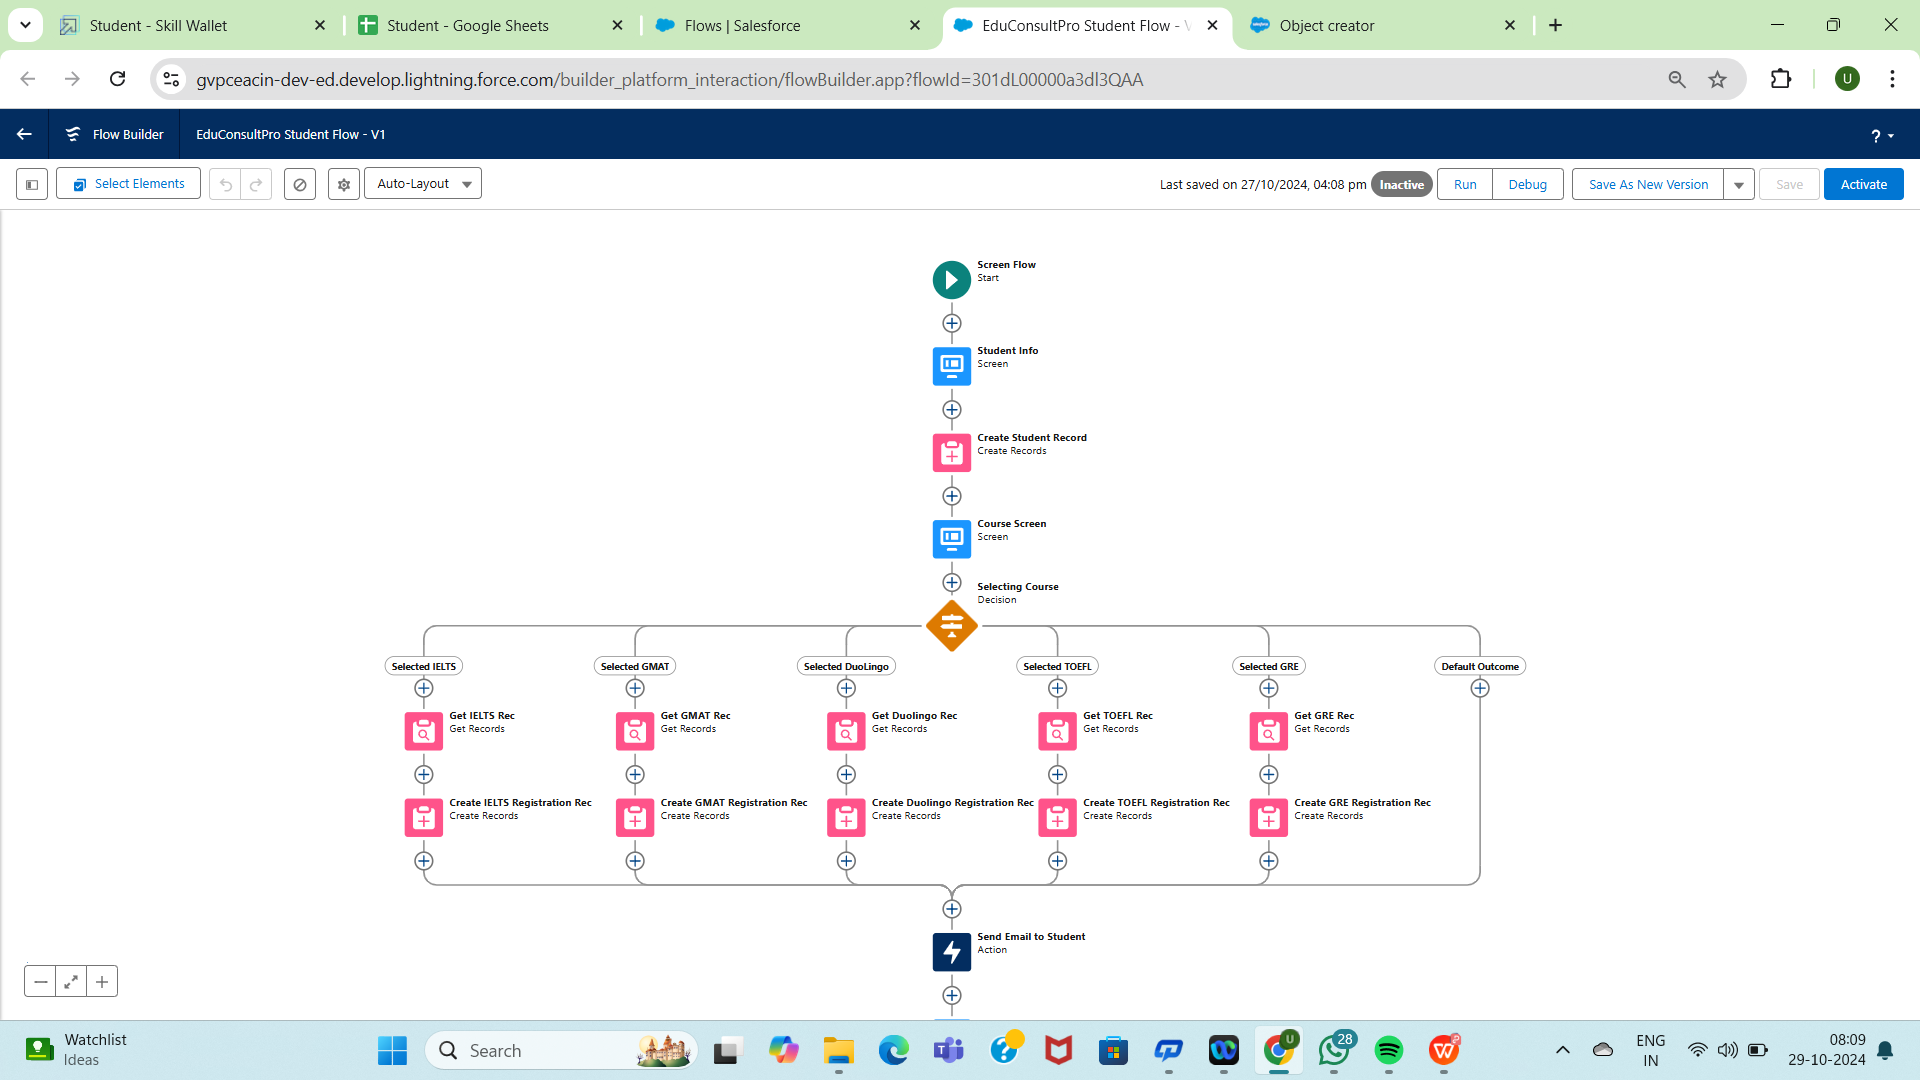 Student - Skill Wallet
Student - Google Sheets
Flows | Salesforce
EduConsultPro Student Flow - V
Object creator
gvpceacin-dev-ed.develop.lightning.force.com/builder_platform_interaction/flowBuilder.app?flowId=301dL00000a3dl3QAA
U
Flow Builder
EduConsultPro Student Flow - V1
?
Select Elements
Auto-Layout
Last saved on 27/10/2024, 04:08 pm
Inactive
Run
Debug
Save As New Version
Save
Activate
Screen Flow
Start
Student Info
Screen
Create Student Record
Create Records
Course Screen
Screen
Selecting Course
Decision
Selected IELTS
Selected GMAT
Selected DuoLingo
Selected TOEFL
Selected GRE
Default Outcome
Get IELTS Rec
Get Records
Get GMAT Rec
Get Records
Get Duolingo Rec
Get Records
Get TOEFL Rec
Get Records
Get GRE Rec
Get Records
Create IELTS Registration Rec
Create Records
Create GMAT Registration Rec
Create Records
Create Duolingo Registration Rec
Create Records
Create TOEFL Registration Rec
Create Records
Create GRE Registration Rec
Create Records
Send Email to Student
Action
Watchlist
Ideas
Search
U
28
ENG
IN
08:09
29-10-2024